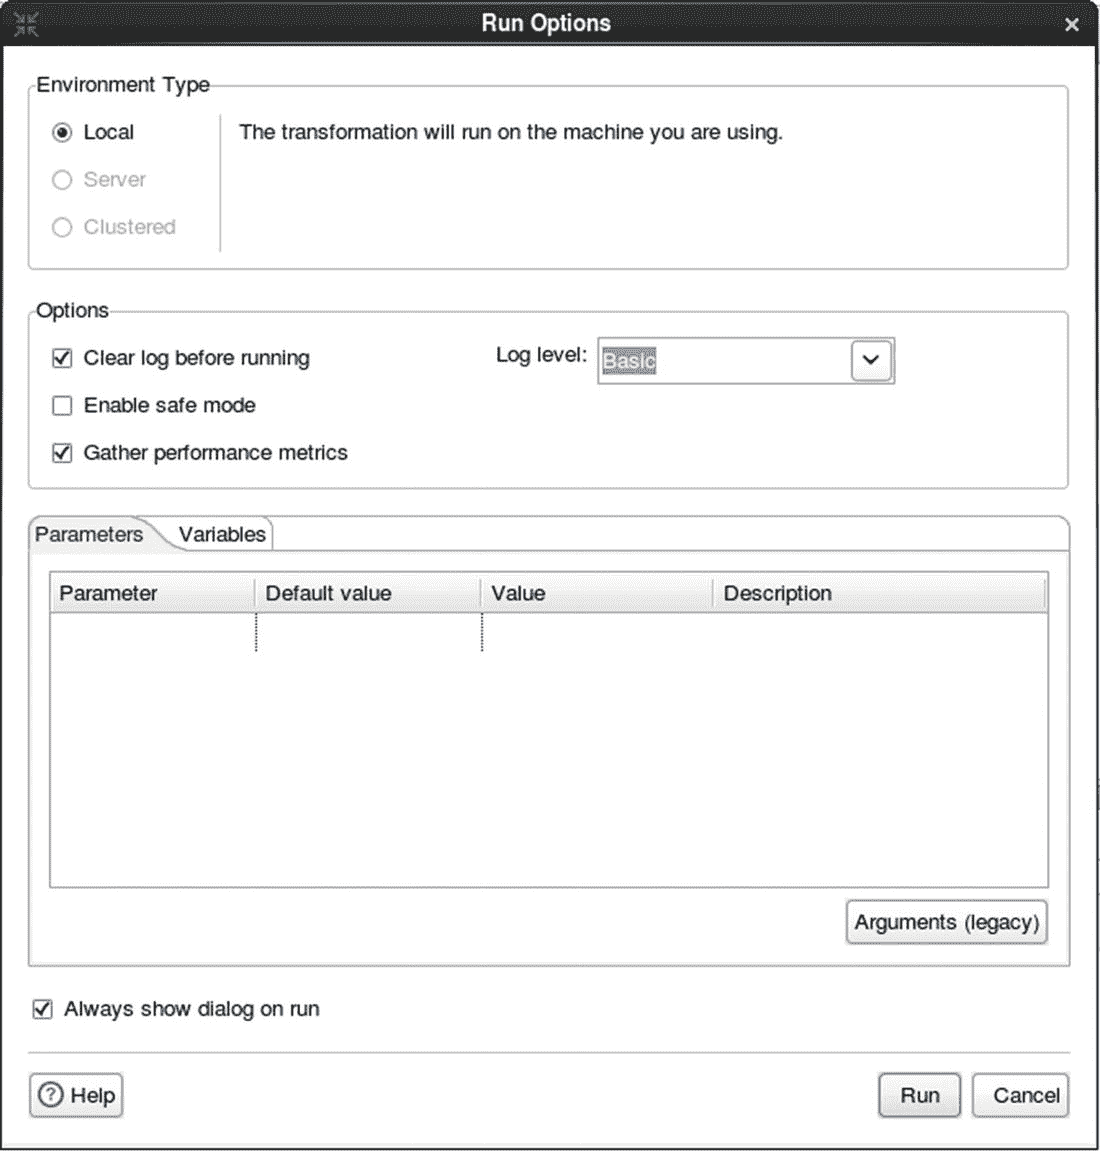 Run Options
Environment Type
Local
The transformation will run on the machine you are using.
Server
Clustered
Options
Clear log before running
Log level: Basic
Enable safe mode
Gather performance metrics
Parameters Variables
Parameter Default value Value Description
Arguments (legacy)
Always show dialog on run
? Help Run Cancel